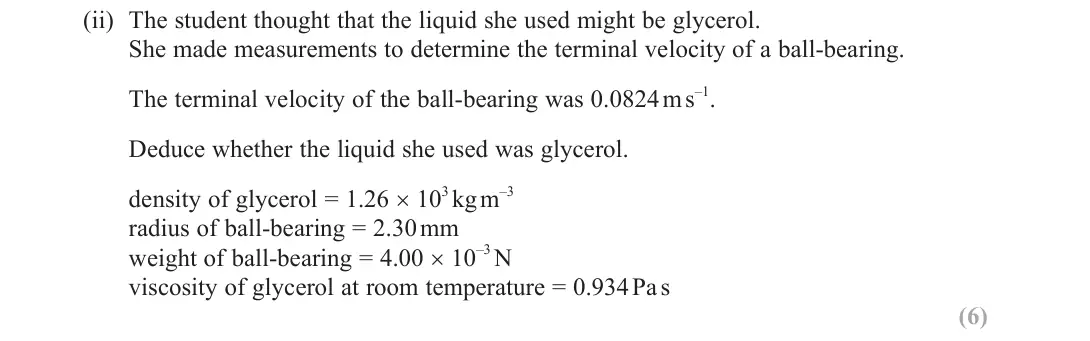 (ii) The student thought that the liquid she used might be glycerol.
She made measurements to determine the terminal velocity of a ball-bearing.
The terminal velocity of the ball-bearing was 0.0824 m s⁻¹.
Deduce whether the liquid she used was glycerol.
density of glycerol = 1.26 × 10³ kg m⁻³
radius of ball-bearing = 2.30 mm
weight of ball-bearing = 4.00 × 10⁻³ N
viscosity of glycerol at room temperature = 0.934 Pa s
(6)